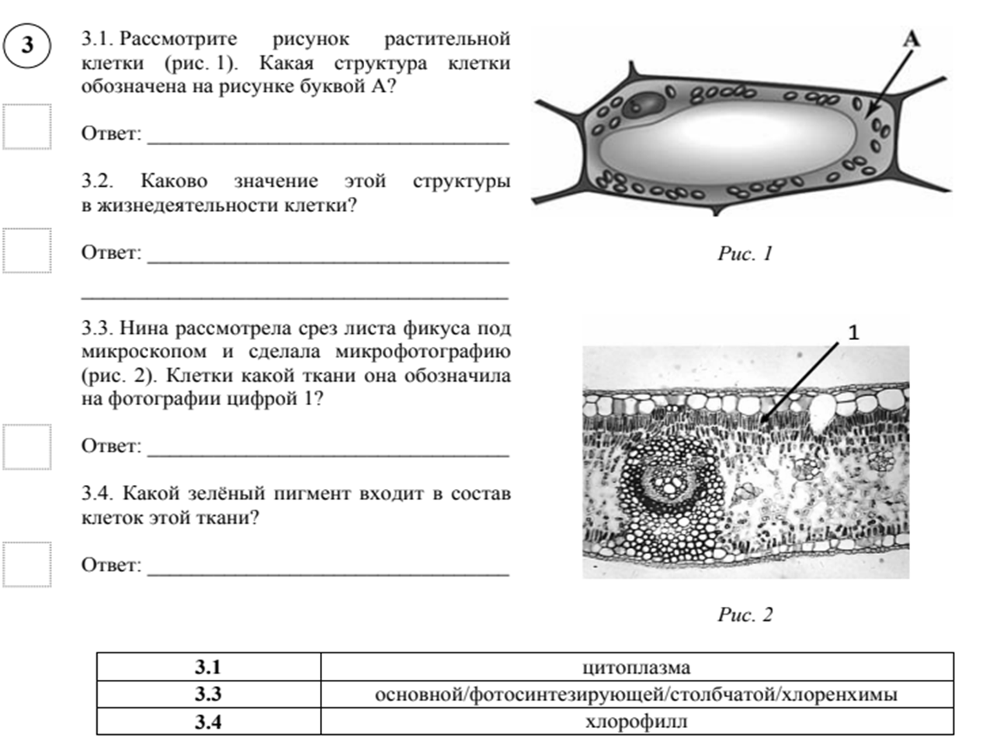 3
3.1. Рассмотрите рисунок растительной
клетки (рис. 1). Какая структура клетки
обозначена на рисунке буквой А?
Ответ: ___________________________________
3.2. Каково значение этой структуры
в жизнедеятельности клетки?
Ответ: ___________________________________
А
Рис. 1
3.3. Нина рассмотрела срез листа фикуса под
микроскопом и сделала микрофотографию
(рис. 2). Клетки какой ткани она обозначила
на фотографии цифрой 1?
Ответ: ___________________________________
3.4. Какой зелёный пигмент входит в состав
клеток этой ткани?
Ответ: ___________________________________
1
Рис. 2
3.1 цитоплазма
3.3 основной/фотосинтезирующей/столбчатой/хлоренхимы
3.4 хлорофилл